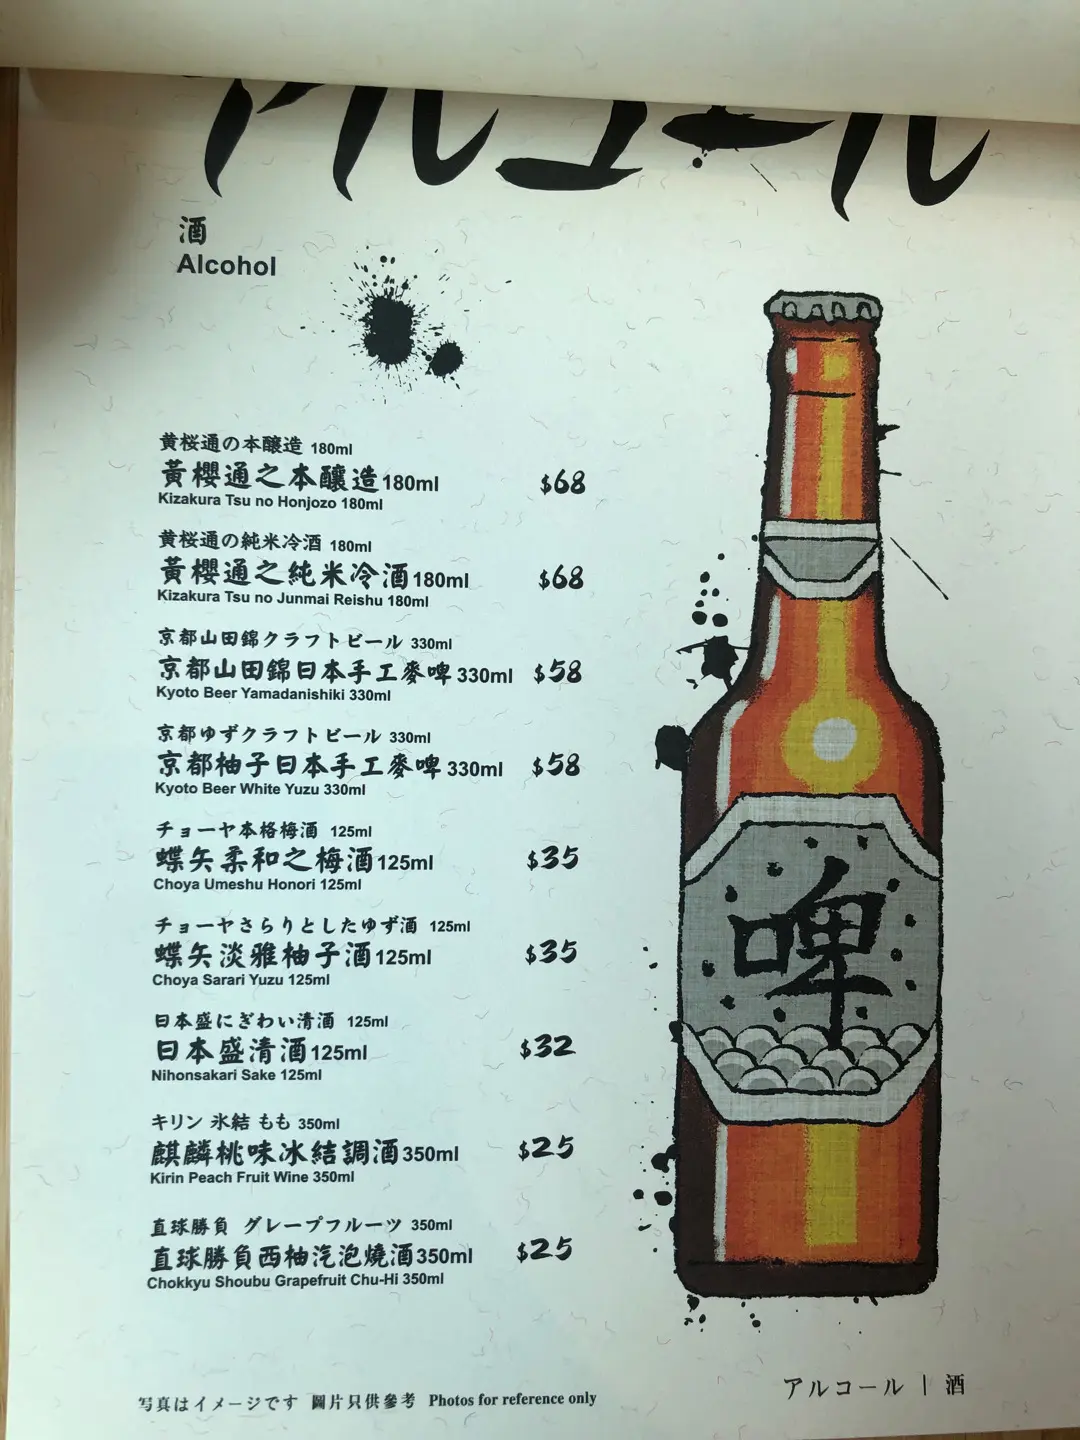 アルコール
酒
Alcohol
黄桜通の本醸造 180ml
黃櫻通之本釀造180ml
$68
Kizakura Tsu no Honjozo 180ml
黄桜通の純米冷酒 180ml
黃櫻通之純米冷酒180ml
$68
Kizakura Tsu no Junmai Reishu 180ml
京都山田錦クラフトビール 330ml
京都山田錦日本手工麥啤330ml
$58
Kyoto Beer Yamadanishiki 330ml
京都ゆずクラフトビール 330ml
京都柚子日本手工麥啤330ml
$58
Kyoto Beer White Yuzu 330ml
チョーヤ本格梅酒 125ml
蝶矢柔和之梅酒125ml
$35
Choya Umeshu Honori 125ml
チョーヤさらりとしたゆず酒 125ml
蝶矢淡雅柚子酒125ml
$35
Choya Sarari Yuzu 125ml
日本盛にぎわい清酒 125ml
日本盛清酒125ml
$32
Nihonsakari Sake 125ml
キリン 氷結 もも 350ml
麒麟桃味冰結調酒350ml
$25
Kirin Peach Fruit Wine 350ml
直球勝負 グレープフルーツ 350ml
直球勝負西柚汽泡燒酒350ml
$25
Chokkyu Shoubu Grapefruit Chu-Hi 350ml
啤
写真はイメージです 圖片只供參考 Photos for reference only
アルコール | 酒